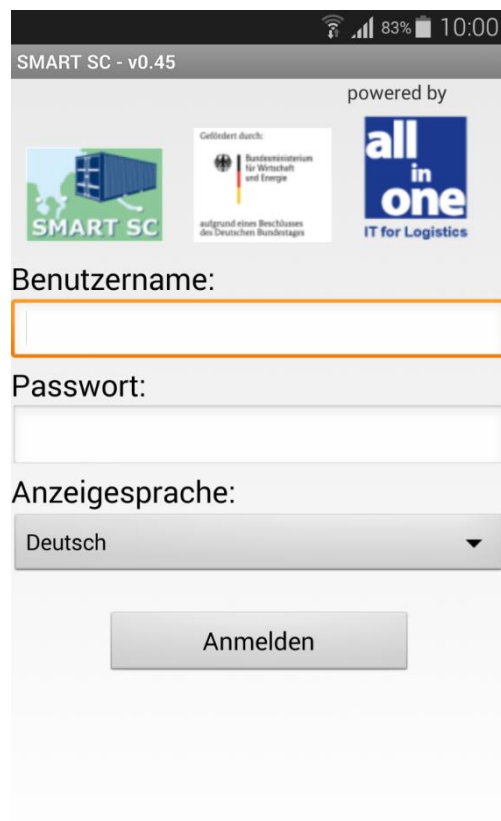 83% 10:00
SMART SC - v0.45
powered by
SMART SC
Gefördert durch:
Bundesministerium
für Wirtschaft
und Energie
aufgrund eines Beschlusses
des Deutschen Bundestages
all
in
one
IT for Logistics
Benutzername:
Passwort:
Anzeigesprache:
Deutsch
Anmelden